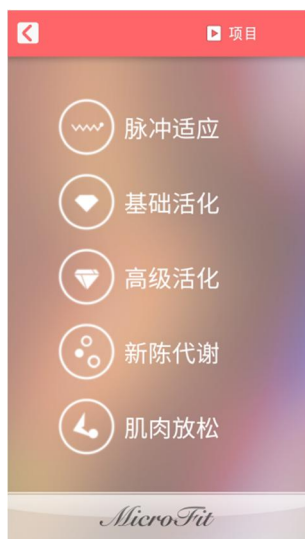 项目
脉冲适应
基础活化
高级活化
新陈代谢
肌肉放松
MicroFit